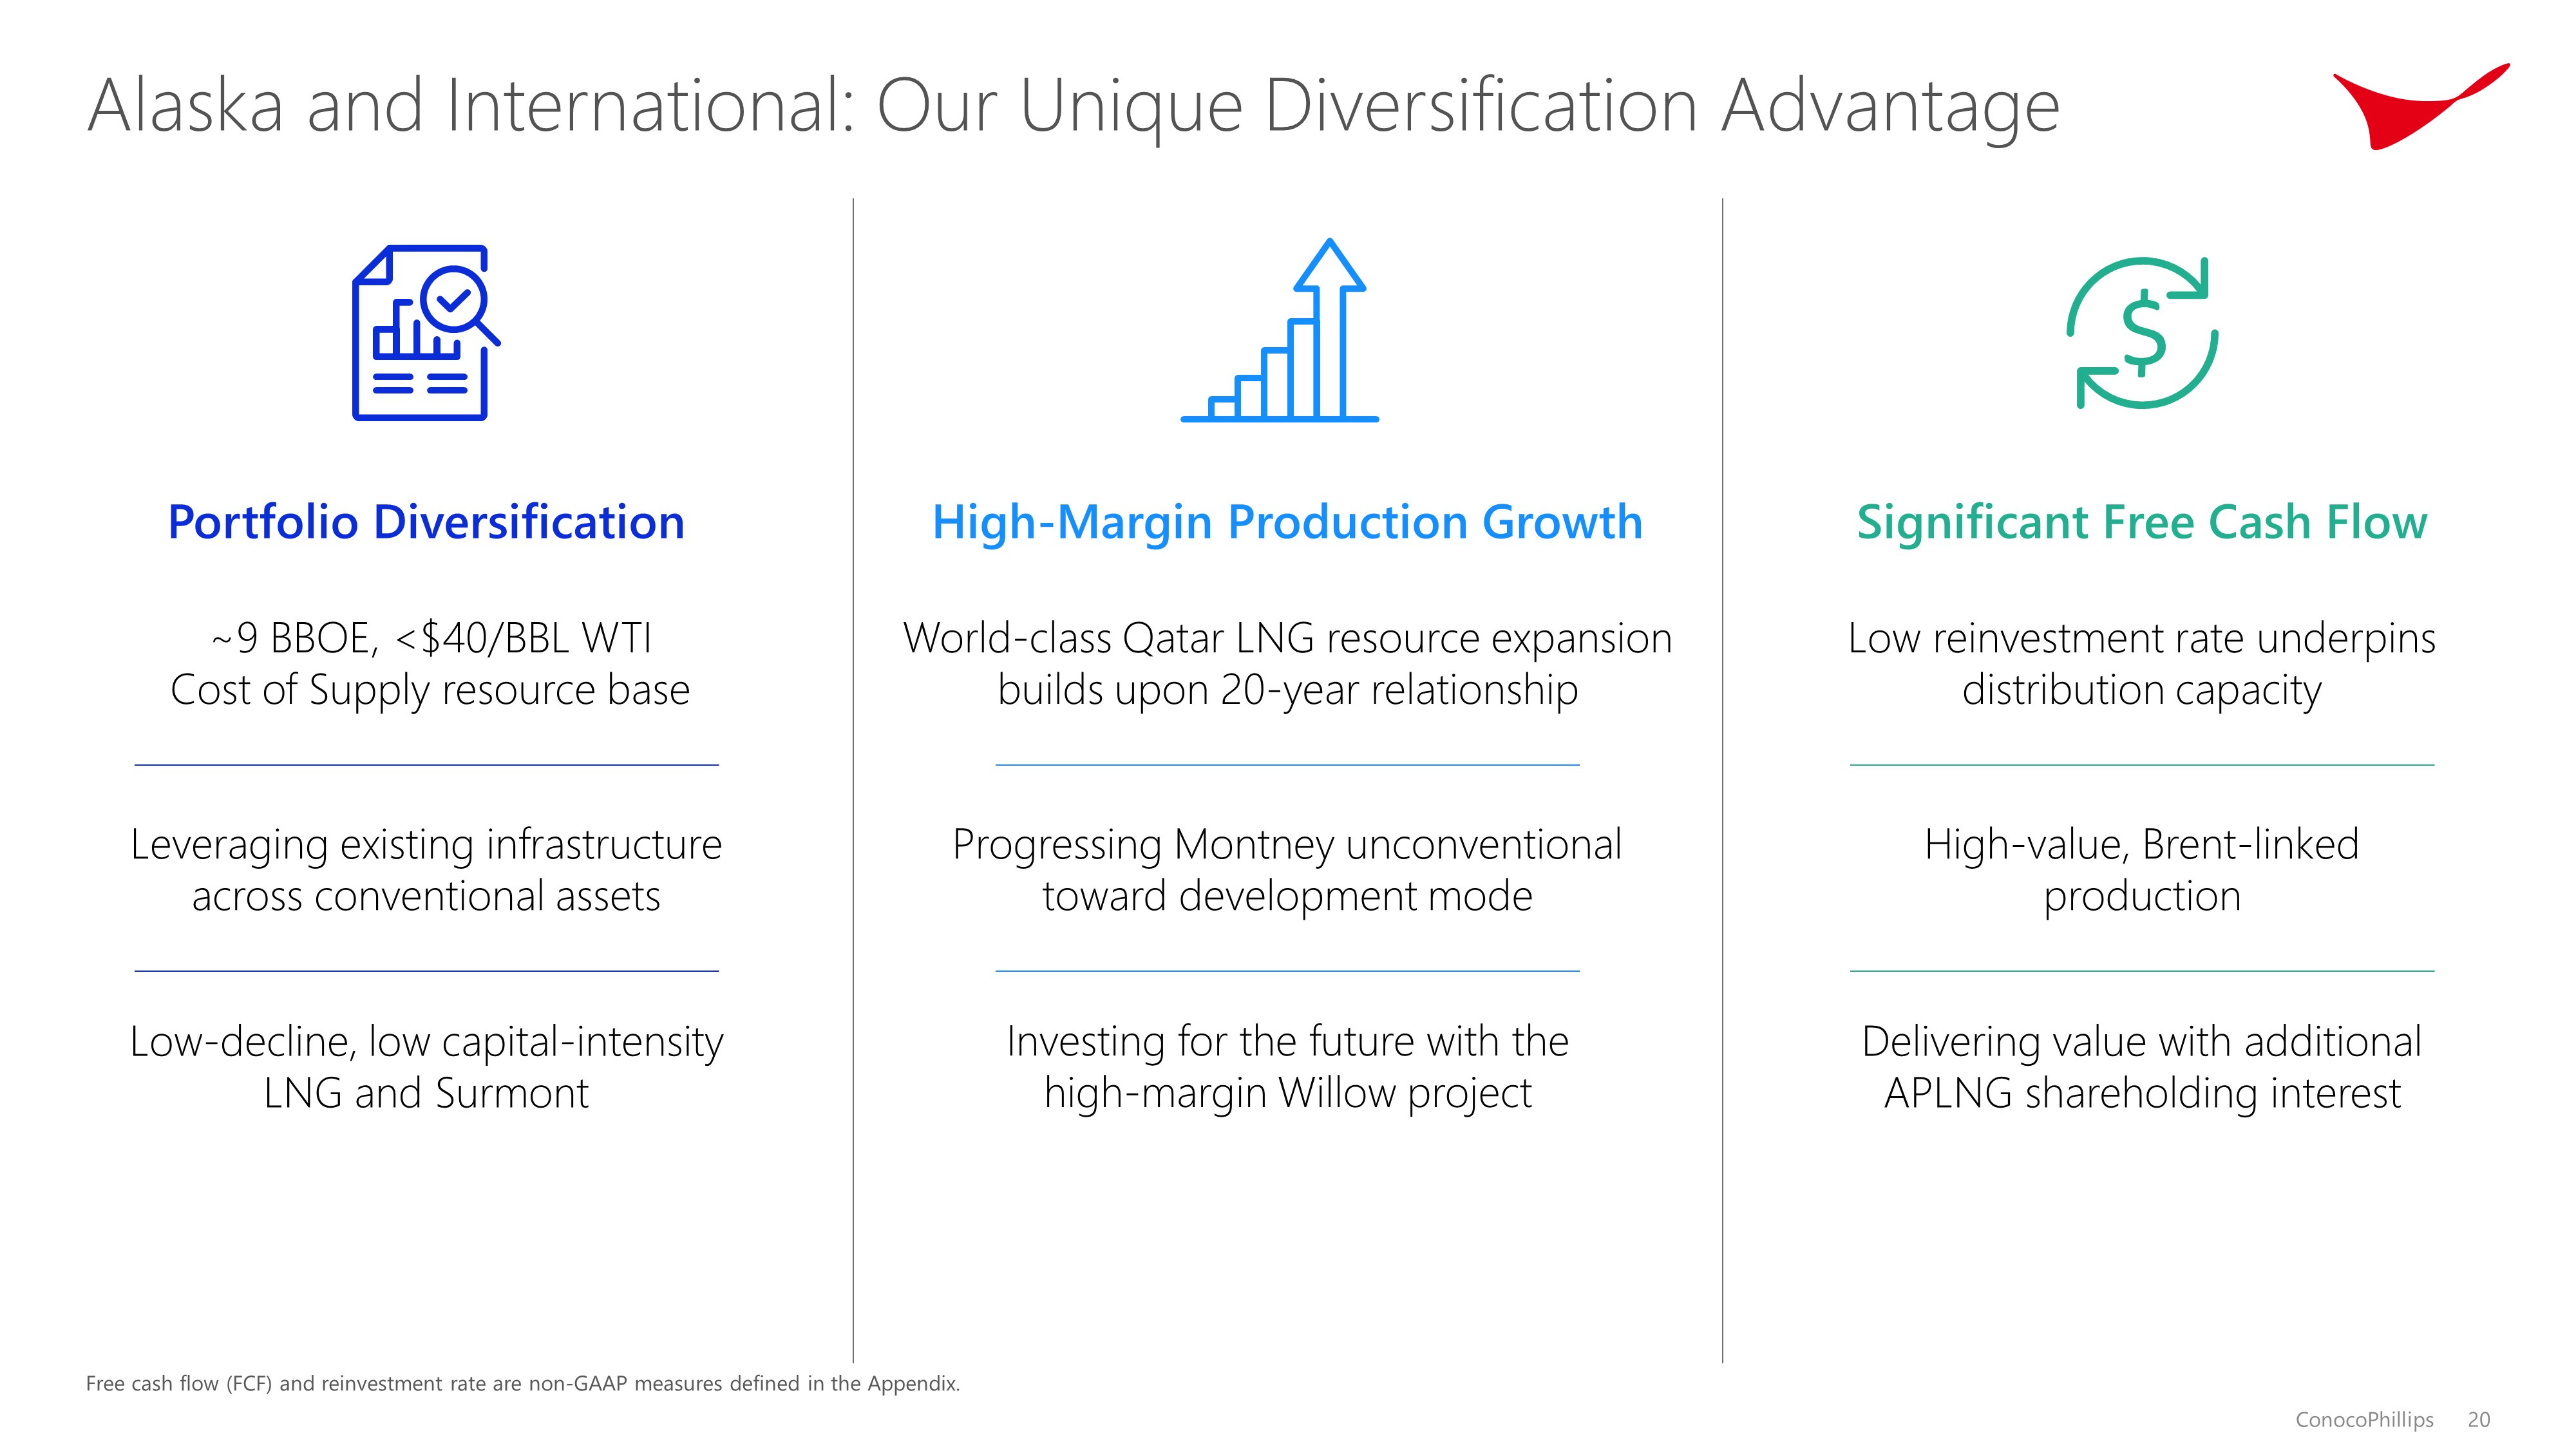 Alaska and International: Our Unique Diversification Advantage
Portfolio Diversification
~9 BBOE, <$40/BBL WTI
Cost of Supply resource base
Leveraging existing infrastructure
across conventional assets
Low-decline, low capital-intensity
LNG and Surmont
High-Margin Production Growth
World-class Qatar LNG resource expansion
builds upon 20-year relationship
Progressing Montney unconventional
toward development mode
Investing for the future with the
high-margin Willow project
$
Significant Free Cash Flow
Low reinvestment rate underpins
distribution capacity
High-value, Brent-linked
production
Delivering value with additional
APLNG shareholding interest
Free cash flow (FCF) and reinvestment rate are non-GAAP measures defined in the Appendix.
ConocoPhillips 20